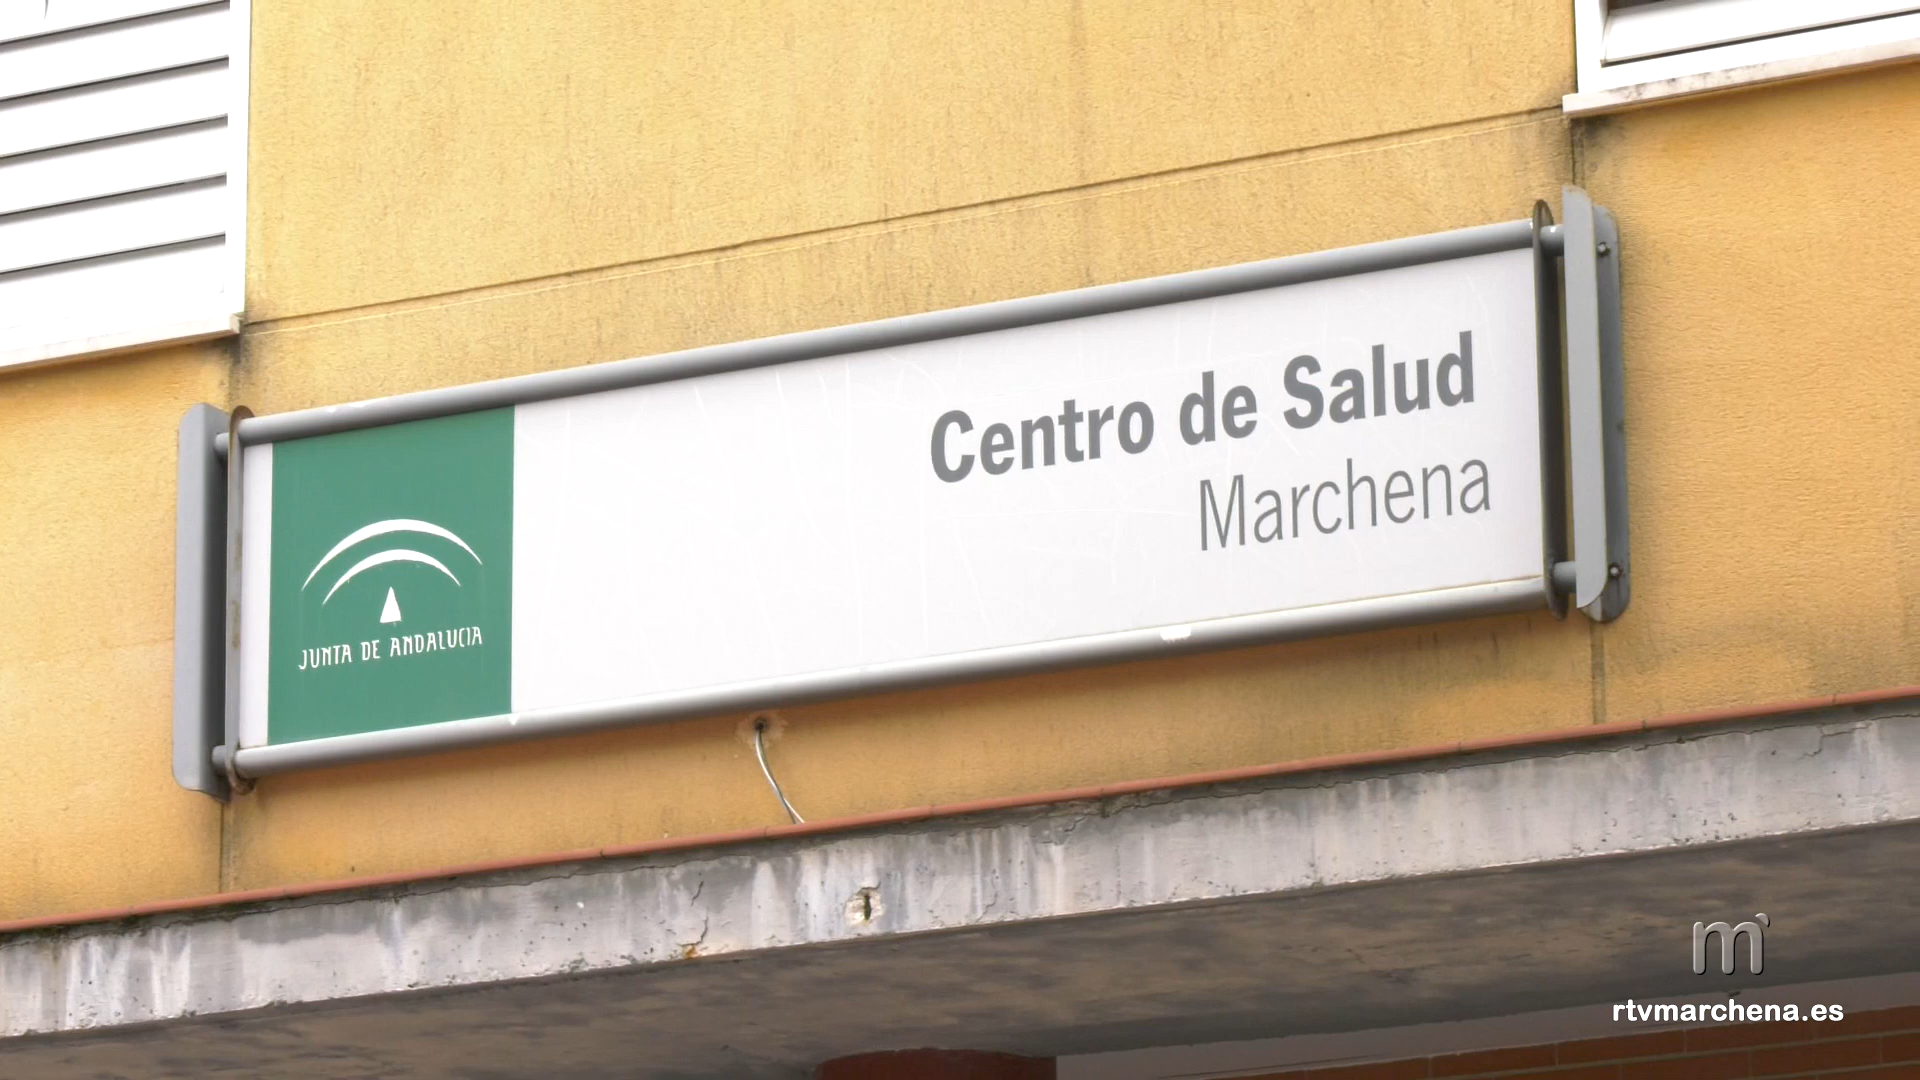 Centro de Salud
Marchena
JUNTA DE ANDALUCIA
m
rtvmarchena.es